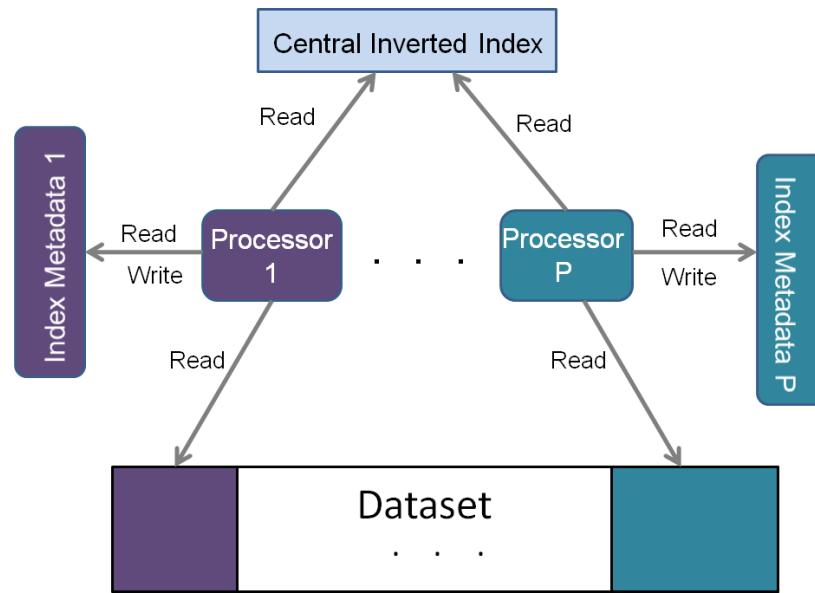 Central Inverted Index
Read
Read
Index Metadata 1
Read
Write
Processor
1
. . .
Processor
P
Read
Write
Index Metadata P
Read
Read
Dataset
. . .